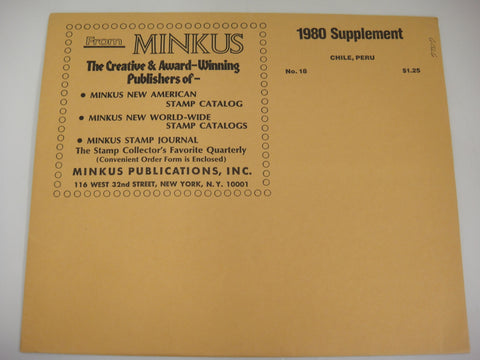 From MINKUS
The Creative & Award-Winning
Publishers of-
• MINKUS NEW AMERICAN
STAMP CATALOG
• MINKUS NEW WORLD-WIDE
STAMP CATALOGS
• MINKUS STAMP JOURNAL
The Stamp Collector's Favorite Quarterly
(Convenient Order Form is Enclosed)
MINKUS PUBLICATIONS, INC.
116 WEST 32nd STREET, NEW YORK, N. Y. 10001
1980 Supplement
CHILE, PERU
No. 18 $1.25